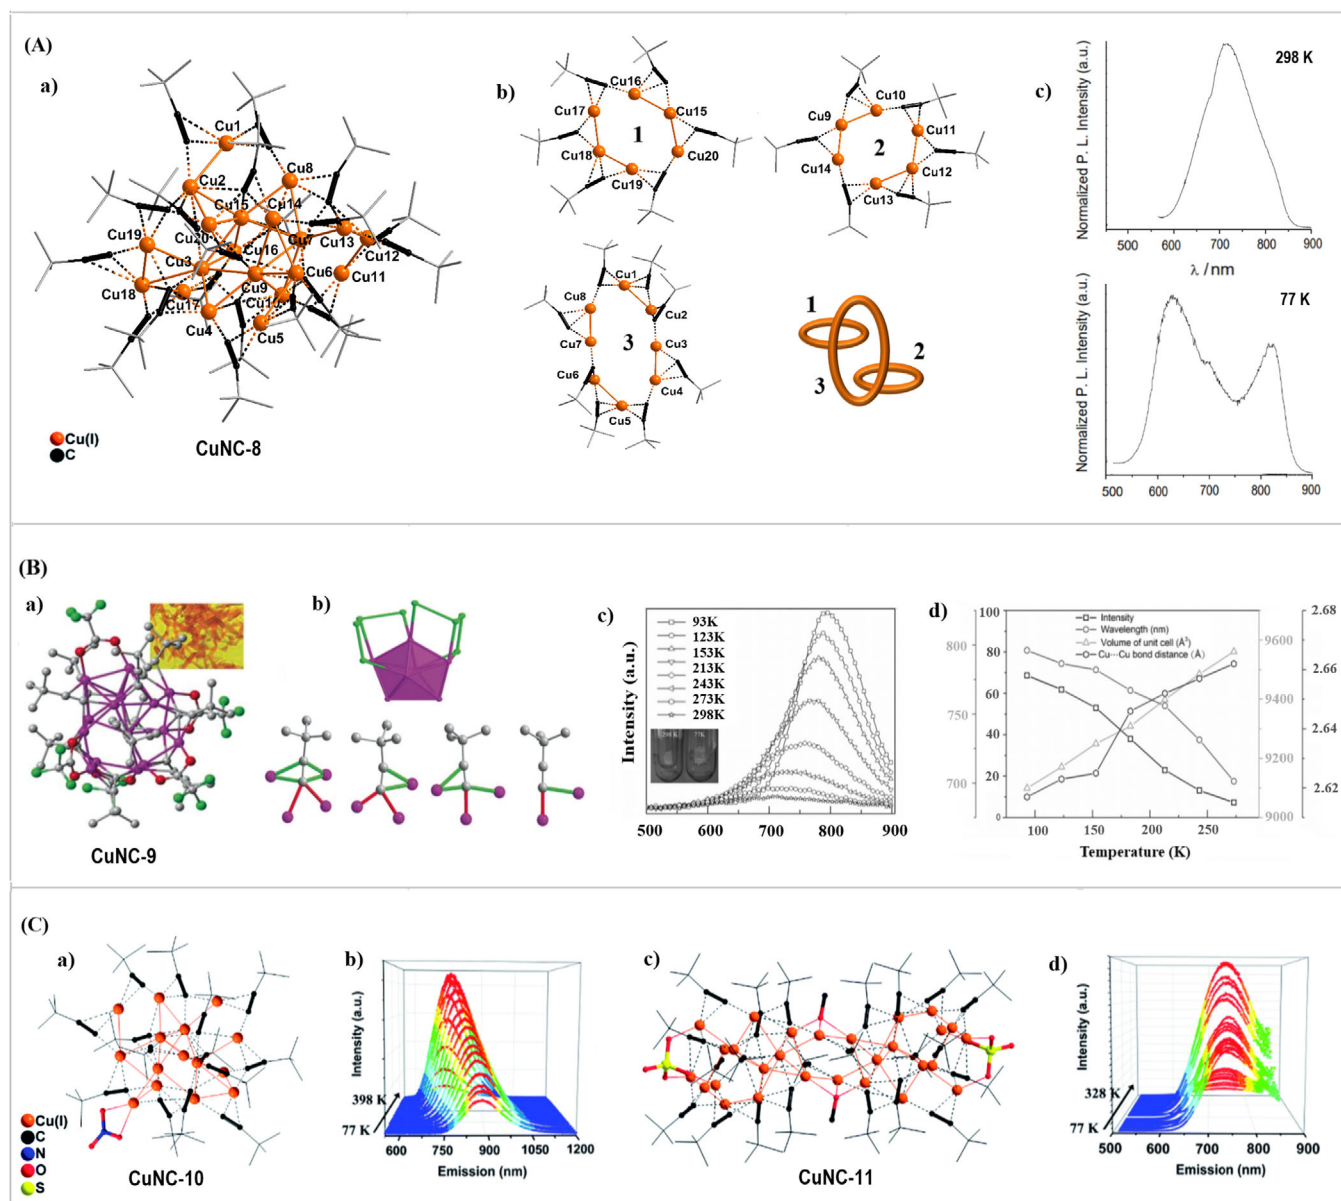 (A)
a)
Cu1
Cu2
Cu8
Cu15
Cu14
Cu19
Cu20
Cu7
Cu13
Cu16
Cu12
Cu3
Cu6
Cu11
Cu18
Cu9
Cu17
Cu4
Cu5
Cu(I)
C
CuNC-8
b)
Cu16
Cu17
Cu15
1
Cu18
Cu20
Cu19
Cu10
Cu9
Cu11
2
Cu14
Cu12
Cu13
Cu1
Cu8
Cu2
Cu7
3
Cu3
Cu6
Cu4
Cu5
1
2
3
c)
Normalized P. L. Intensity (a.u.)
298 K
500 600 700 800 900
λ / nm
Normalized P. L. Intensity (a.u.)
77 K
500 600 700 800 900
(B)
a)
CuNC-9
b)
c)
Intensity (a.u.)
93K
123K
153K
213K
243K
273K
298K
298 K 77K
500 600 700 800 900
d)
Intensity
Wavelength (nm)
Volume of unit cell (Å³)
Cu···Cu bond distance (Å)
800
750
700
100
80
60
40
20
0
9600
9400
9200
9100
9000
2.68
2.66
2.64
2.62
100 150 200 250
Temperature (K)
(C)
a)
Cu(I)
C
N
O
S
CuNC-10
b)
Intensity (a.u.)
398 K
77 K
600 750 900 1050 1200
Emission (nm)
c)
CuNC-11
d)
Intensity (a.u.)
328 K
77 K
500 600 700 800 900
Emission (nm)